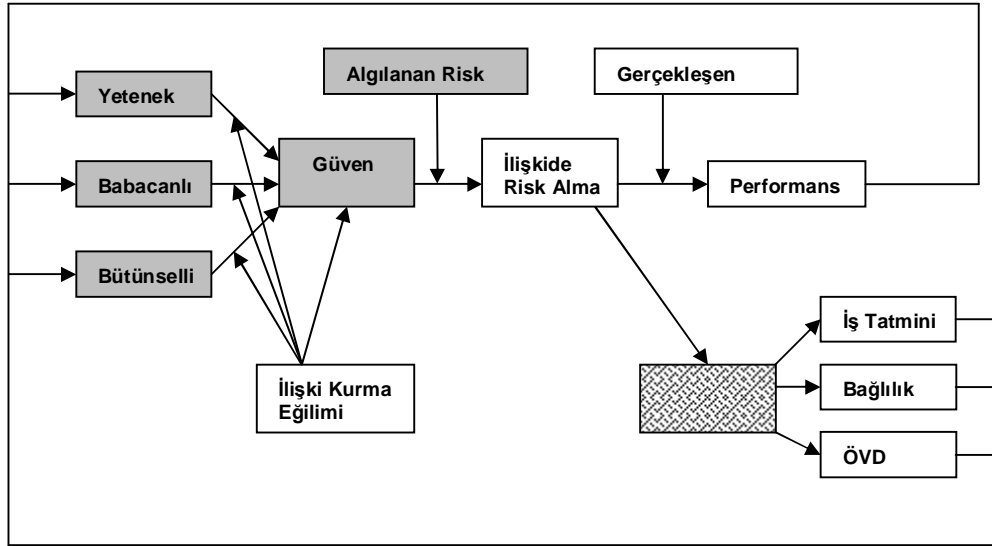 Algılanan Risk
Gerçekleşen
Yetenek
Güven
İlişkide
Risk Alma
Babacanlı
Performans
Bütünselli
İş Tatmini
İlişki Kurma
Eğilimi
Bağlılık
ÖVD